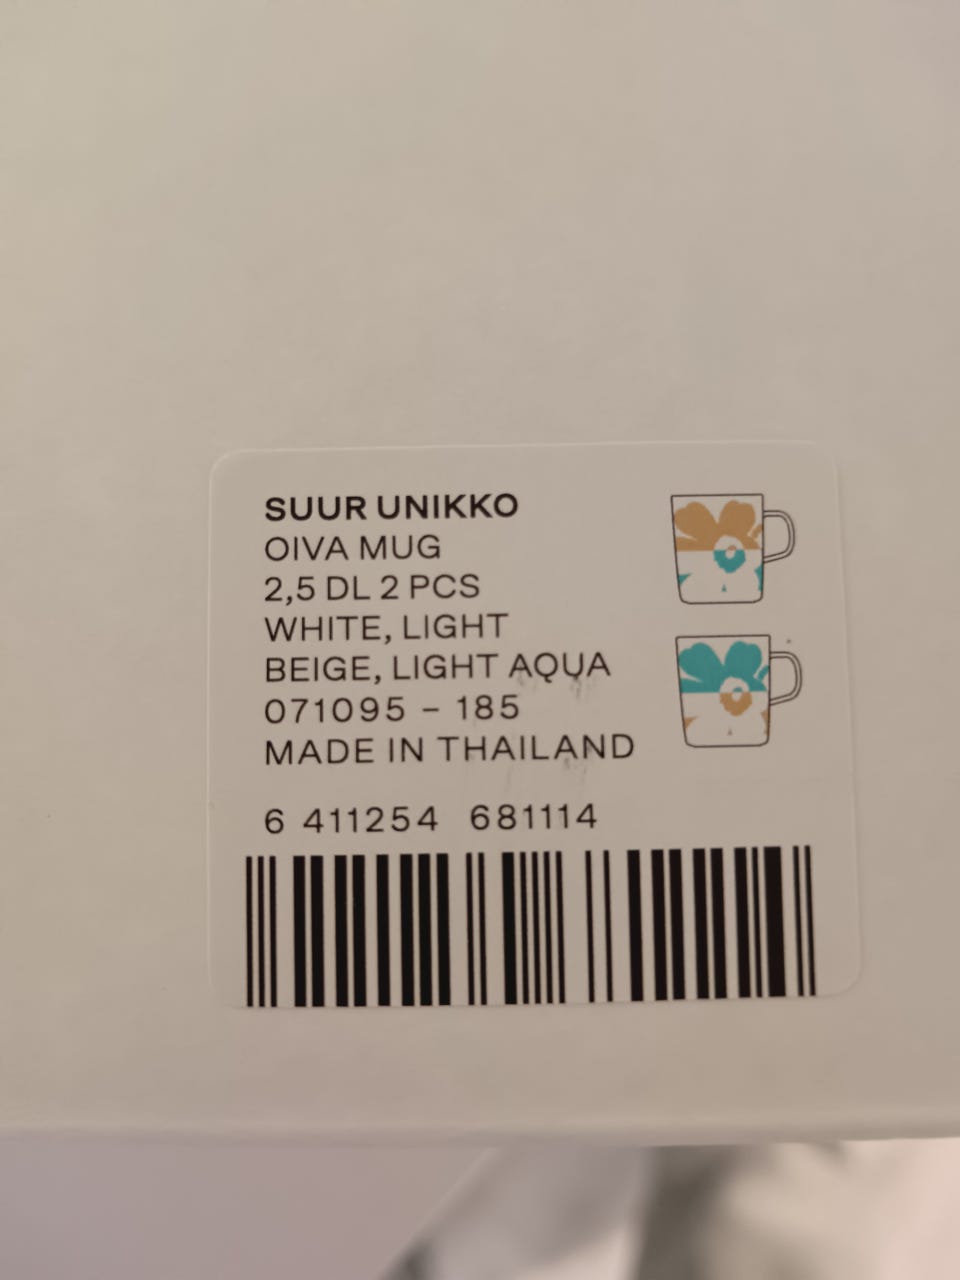 SUUR UNIKKO
OIVA MUG
2,5 DL 2 PCS
WHITE, LIGHT
BEIGE, LIGHT AQUA
071095 – 185
MADE IN THAILAND
6 411254 681114